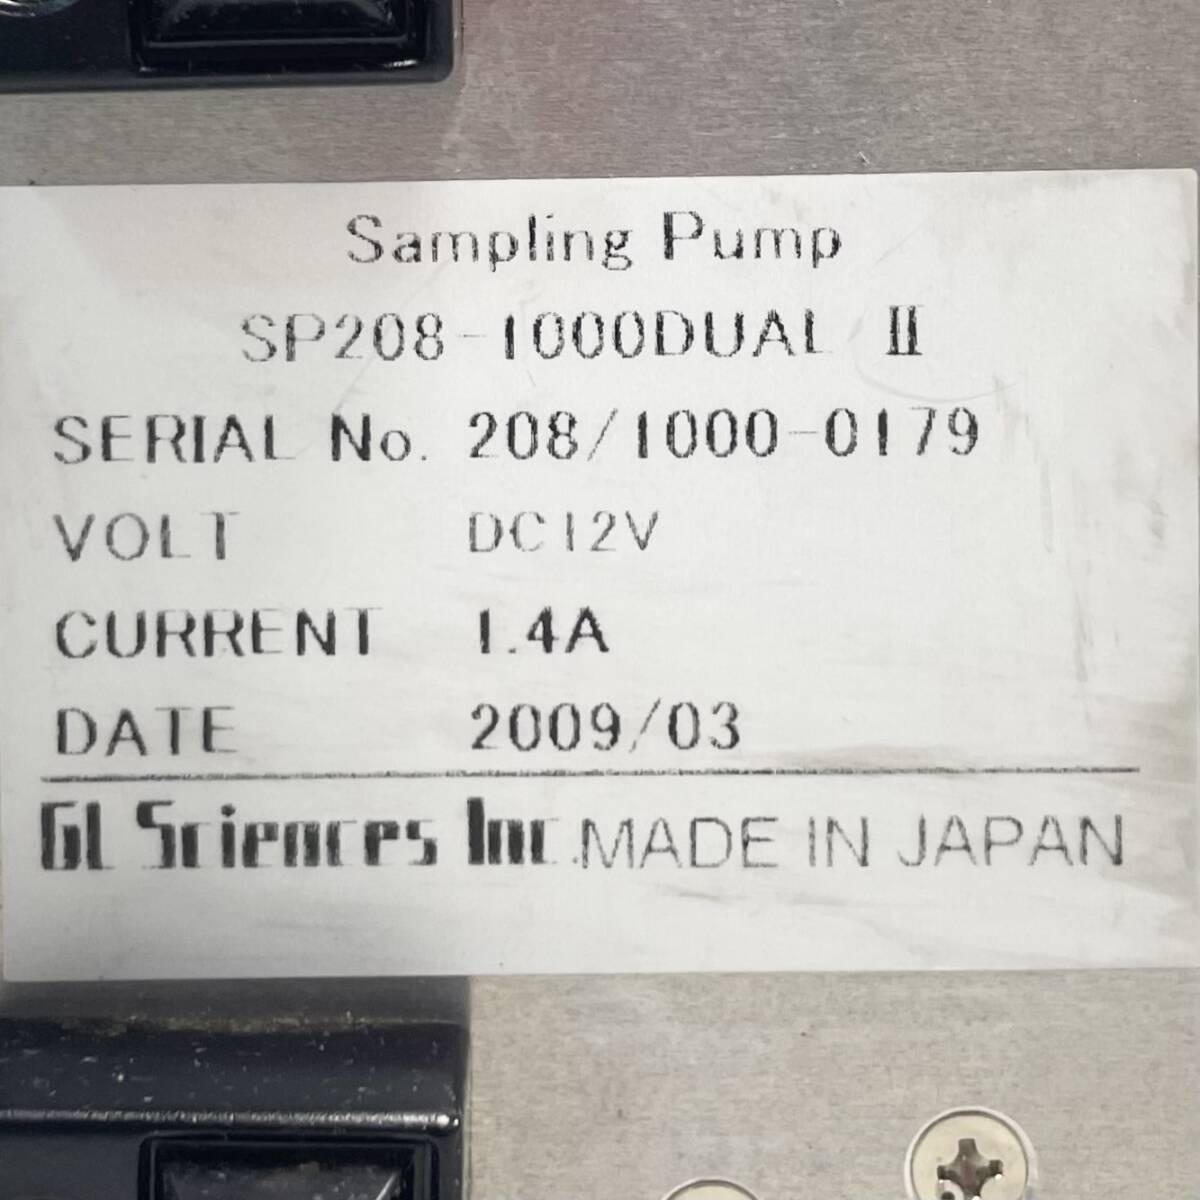 Sampling Pump
SP208-1000DUAL Ⅱ
SERIAL No. 208/1000-0179
VOLT DC12V
CURRENT 1.4A
DATE 2009/03
GL Sciences Inc. MADE IN JAPAN